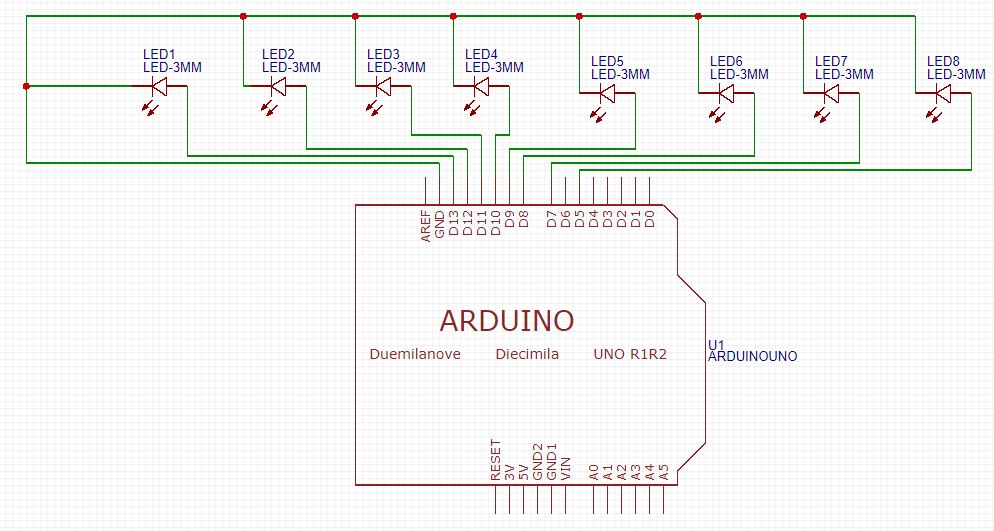 LED1
LED-3MM
LED2
LED-3MM
LED3
LED-3MM
LED4
LED-3MM
LED5
LED-3MM
LED6
LED-3MM
LED7
LED-3MM
LED8
LED-3MM
AREF
GND
D13
D12
D11
D10
D9
D8
D7
D6
D5
D4
D3
D2
D1
D0
ARDUINO
Duemilanove Diecimila UNO R1R2
U1
ARDUINOUNO
RESET
3V
5V
GND2
GND1
VIN
A0
A1
A2
A3
A4
A5